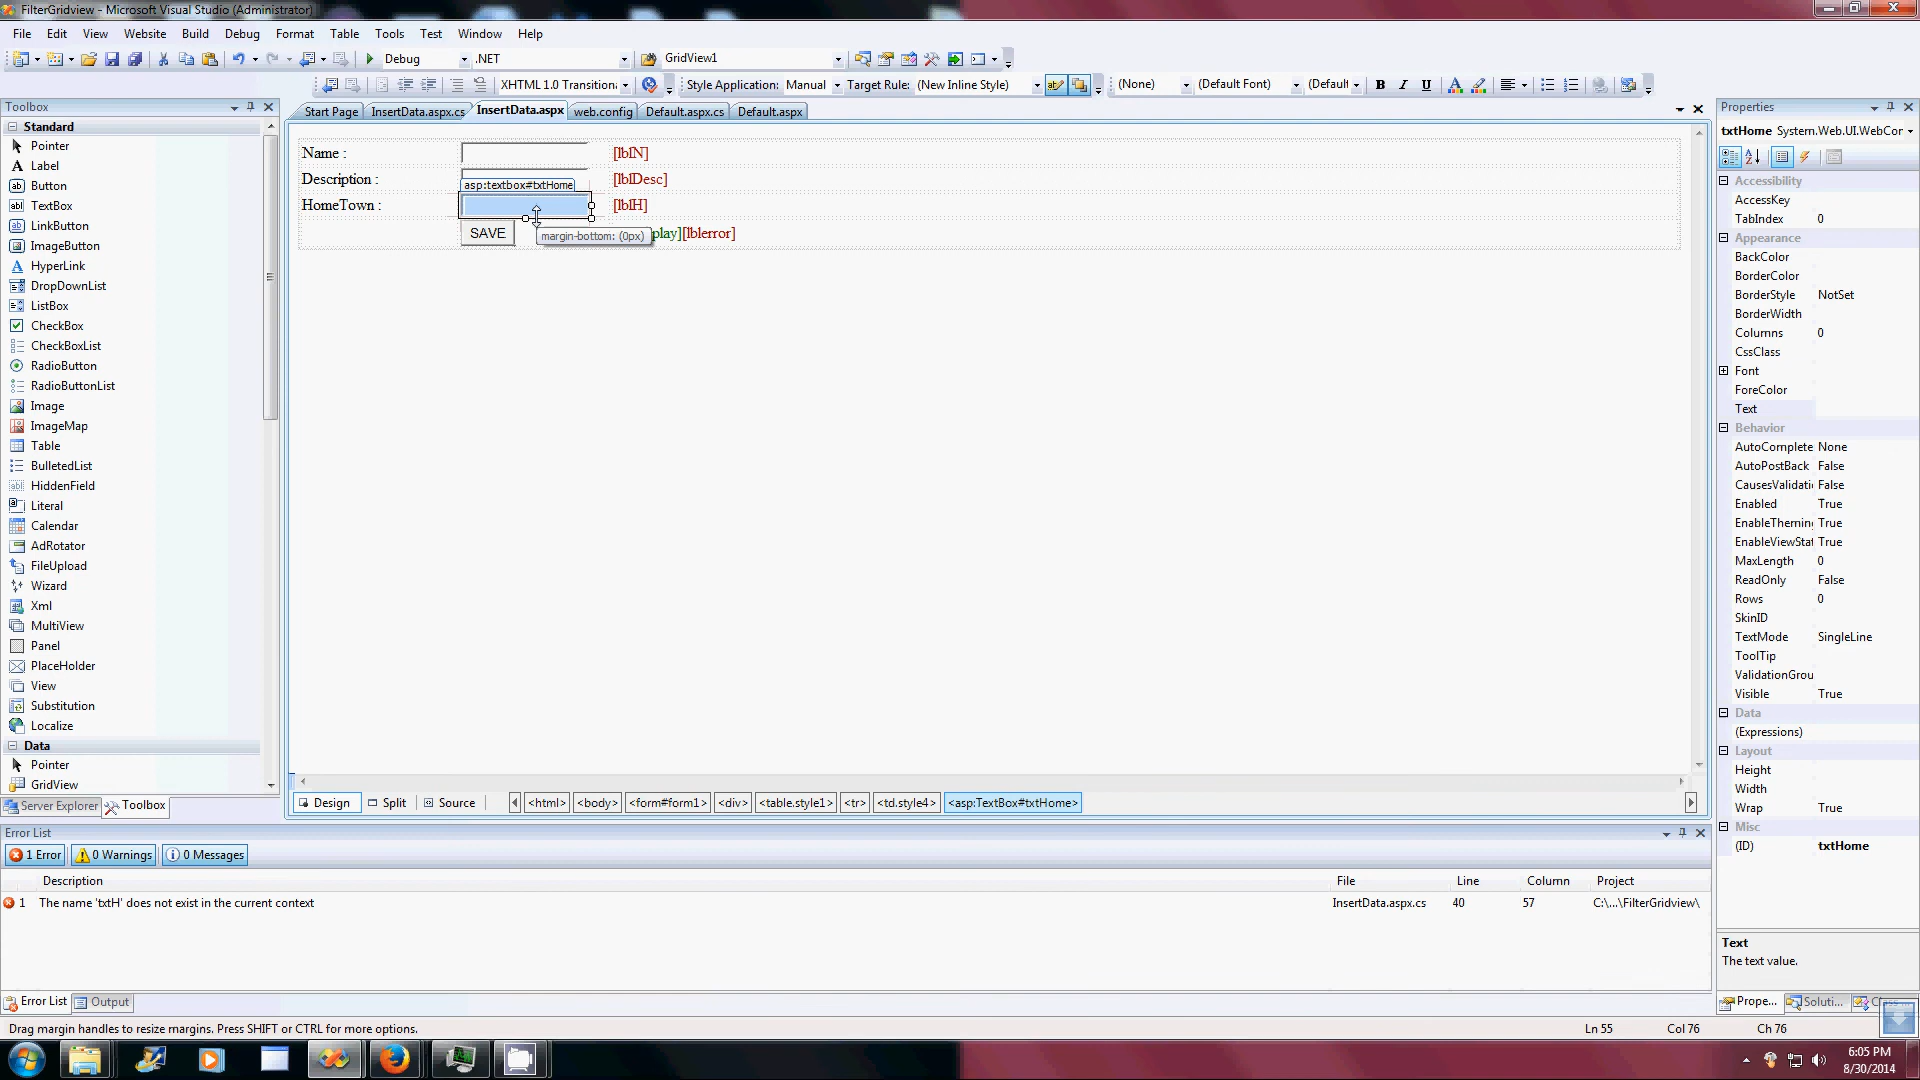 FilterGridview - Microsoft Visual Studio (Administrator)
File Edit View Website Build Debug Format Table Tools Test Window Help
Debug .NET GridView1
XHTML 1.0 Transition Style Application: Manual Target Rule: (New Inline Style) (None) (Default Font) (Default B I U
Toolbox
Standard
Pointer
Label
Button
TextBox
LinkButton
ImageButton
HyperLink
DropDownList
ListBox
CheckBox
CheckBoxList
RadioButton
RadioButtonList
Image
ImageMap
Table
BulletedList
HiddenField
Literal
Calendar
AdRotator
FileUpload
Wizard
Xml
MultiView
Panel
PlaceHolder
View
Substitution
Localize
Data
Pointer
GridView
Server Explorer Toolbox
Start Page InsertData.aspx.cs InsertData.aspx web.config Default.aspx.cs Default.aspx
Name : [lblN]
Description : [lblDesc]
asp:textbox#txtHome
HomeTown : [lblH]
SAVE play][lblerror]
margin-bottom: (0px)
Design Split Source <html> <body> <form#form1> <div> <table.style1> <tr> <td.style4> <asp:TextBox#txtHome>
Properties
txtHome System.Web.UI.WebCor
Accessibility
AccessKey
TabIndex 0
Appearance
BackColor
BorderColor
BorderStyle NotSet
BorderWidth
Columns 0
CssClass
Font
ForeColor
Text
Behavior
AutoComplete None
AutoPostBack False
CausesValidati False
Enabled True
EnableTheming True
EnableViewStat True
MaxLength 0
ReadOnly False
Rows 0
SkinID
TextMode SingleLine
ToolTip
ValidationGrou
Visible True
Data
(Expressions)
Layout
Height
Width
Wrap True
Misc
(ID) txtHome
Text
The text value.
Prope... Soluti...
Error List
1 Error 0 Warnings 0 Messages
Description File Line Column Project
1 The name 'txtH' does not exist in the current context InsertData.aspx.cs 40 57 C:\...\FilterGridview\
Error List Output
Drag margin handles to resize margins. Press SHIFT or CTRL for more options. Ln 55 Col 76 Ch 76
6:05 PM
8/30/2014